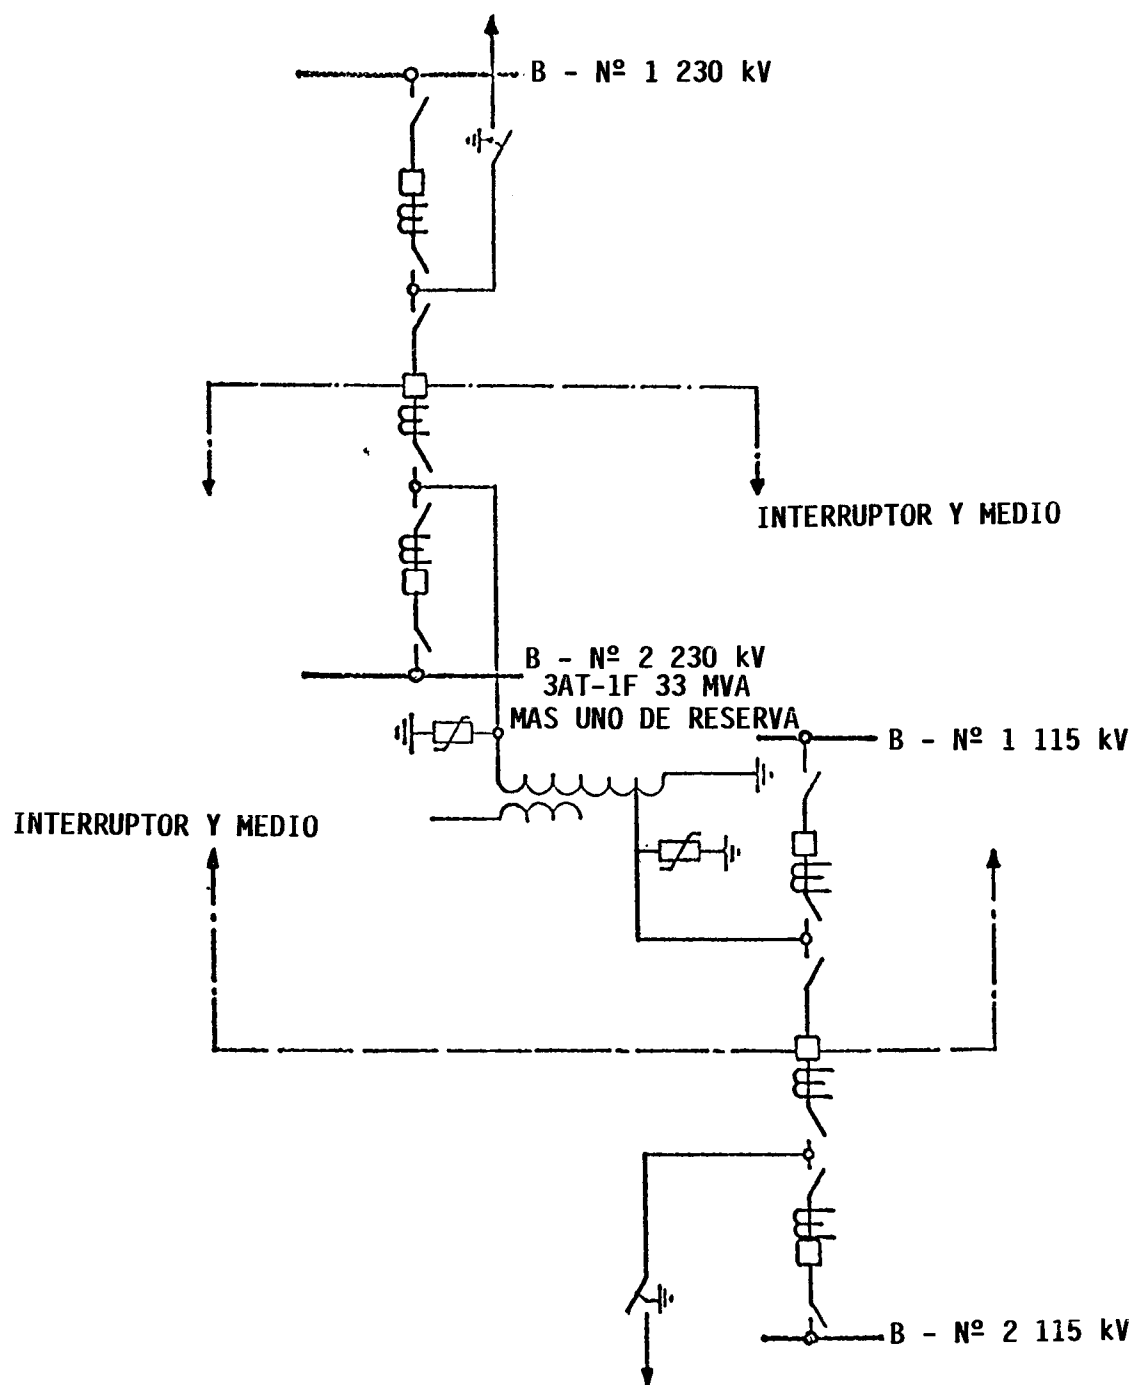 B - Nº 1 230 kV
INTERRUPTOR Y MEDIO
B - Nº 2 230 kV
3AT-1F 33 MVA
MAS UNO DE RESERVA
B - Nº 1 115 kV
INTERRUPTOR Y MEDIO
B - Nº 2 115 kV